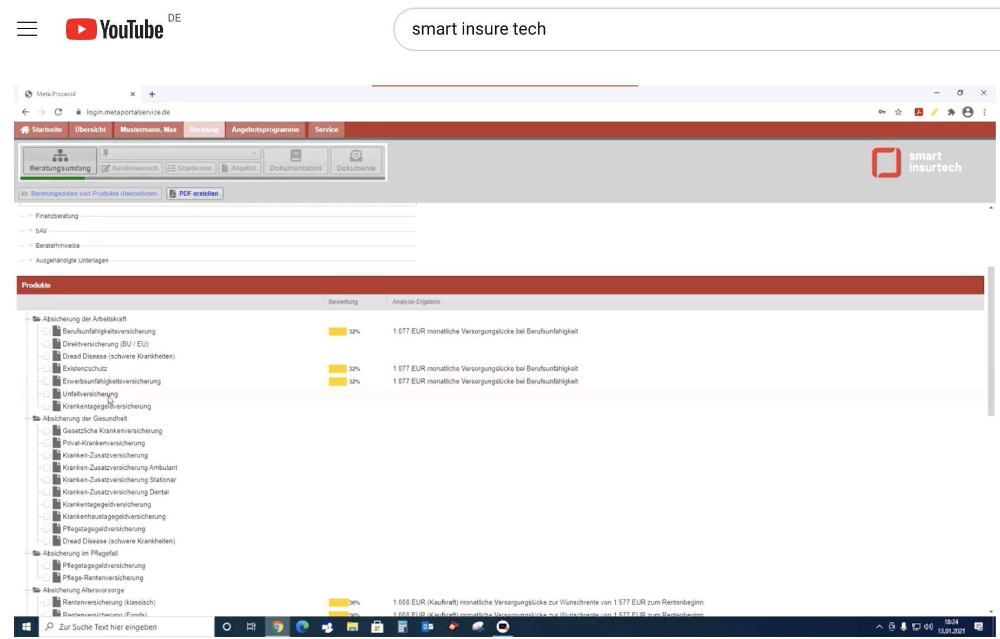 YouTube DE
smart insure tech
Meta.Process4
login.metaportalservice.de
Startseite Übersicht Mustermann, Max Beratung Angebotsprogramme Service
Beratungsumfang Kundenwunsch Ergebnisse Angebot Dokumentation Dokumente
smart
insurtech
Beratungsdaten und Produkte übernehmen PDF erstellen
Finanzberatung
bAV
Beraterhinweise
Ausgehändigte Unterlagen
Produkte
Bewertung Analyse-Ergebnis
Absicherung der Arbeitskraft
Berufsunfähigkeitsversicherung 32% 1.077 EUR monatliche Versorgungslücke bei Berufsunfähigkeit
Direktversicherung (BU / EU)
Dread Disease (schwere Krankheiten)
Existenzschutz 32% 1.077 EUR monatliche Versorgungslücke bei Berufsunfähigkeit
Erwerbsunfähigkeitsversicherung 32% 1.077 EUR monatliche Versorgungslücke bei Berufsunfähigkeit
Unfallversicherung
Krankentagegeldversicherung
Absicherung der Gesundheit
Gesetzliche Krankenversicherung
Privat-Krankenversicherung
Kranken-Zusatzversicherung
Kranken-Zusatzversicherung Ambulant
Kranken-Zusatzversicherung Stationär
Kranken-Zusatzversicherung Dental
Krankentagegeldversicherung
Krankenhaustagegeldversicherung
Pflegetagegeldversicherung
Dread Disease (schwere Krankheiten)
Absicherung im Pflegefall
Pflegetagegeldversicherung
Pflege-Rentenversicherung
Absicherung Altersvorsorge
Rentenversicherung (klassisch) 36% 1.008 EUR (Kaufkraft) monatliche Versorgungslücke zur Wunschrente von 1.577 EUR zum Rentenbeginn.
Rentenversicherung (Fonds) 36% 1.008 EUR (Kaufkraft) monatliche Versorgungslücke zur Wunschrente von 1.577 EUR zum Rentenbeginn
Zur Suche Text hier eingeben
18:24
13.01.2021